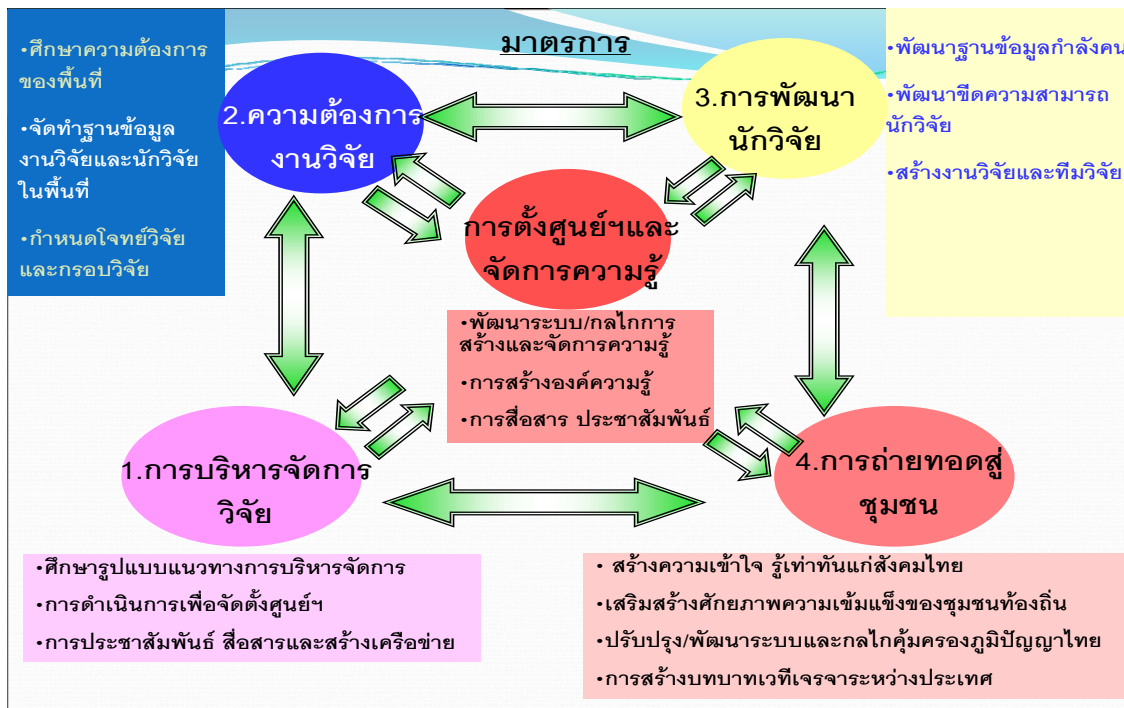 มาตรการ
•ศึกษาความต้องการ
ของพื้นที่
•จัดทำฐานข้อมูล
งานวิจัยและนักวิจัย
ในพื้นที่
•กำหนดโจทย์วิจัย
และกรอบวิจัย
2.ความต้องการ
งานวิจัย
3.การพัฒนา
นักวิจัย
•พัฒนาฐานข้อมูลกำลังคน
•พัฒนาขีดความสามารถ
นักวิจัย
•สร้างงานวิจัยและทีมวิจัย
การตั้งศูนย์ฯและ
จัดการความรู้
•พัฒนาระบบ/กลไกการ
สร้างและจัดการความรู้
•การสร้างองค์ความรู้
•การสื่อสาร ประชาสัมพันธ์
1.การบริหารจัดการ
วิจัย
4.การถ่ายทอดสู่
ชุมชน
•ศึกษารูปแบบแนวทางการบริหารจัดการ
•การดำเนินการเพื่อจัดตั้งศูนย์ฯ
•การประชาสัมพันธ์ สื่อสารและสร้างเครือข่าย
• สร้างความเข้าใจ รู้เท่าทันแก่สังคมไทย
•เสริมสร้างศักยภาพความเข้มแข็งของชุมชนท้องถิ่น
•ปรับปรุง/พัฒนาระบบและกลไกคุ้มครองภูมิปัญญาไทย
•การสร้างบทบาทเวทีเจรจาระหว่างประเทศ